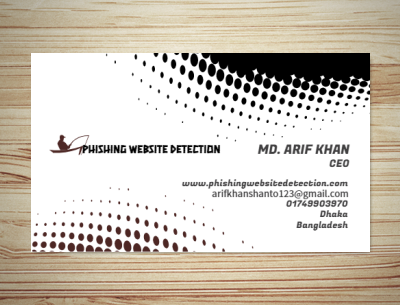 PHISHING WEBSITE DETECTION
MD. ARIF KHAN
CEO
www.phishingwebsitedetection.com
arifkhanshanto123@gmail.com
01749903970
Dhaka
Bangladesh